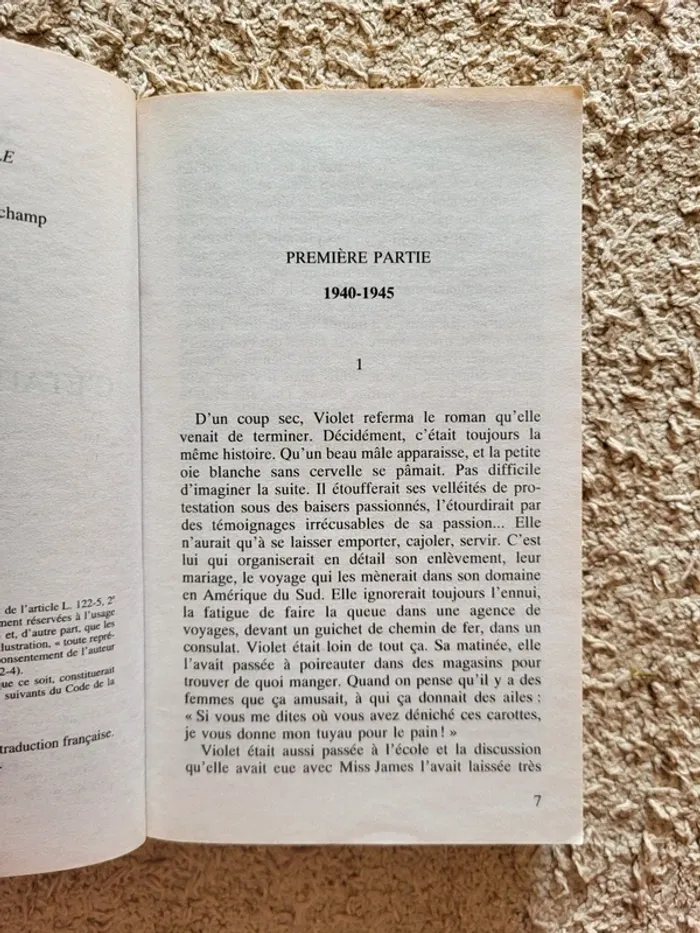 LE
champ
de l'article L. 122-5, 2°
ment réservées à l'usage
et, d'autre part, que les
llustration, « toute repré-
onsentement de l'auteur
2-4).
que ce soit, constituerait
suivants du Code de la
traduction française.
PREMIÈRE PARTIE
1940-1945
1
D'un coup sec, Violet referma le roman qu'elle
venait de terminer. Décidément, c'était toujours la
même histoire. Qu'un beau mâle apparaisse, et la petite
oie blanche sans cervelle se pâmait. Pas difficile
d'imaginer la suite. Il étoufferait ses velléités de pro-
testation sous des baisers passionnés, l'étourdirait par
des témoignages irrécusables de sa passion... Elle
n'aurait qu'à se laisser emporter, cajoler, servir. C'est
lui qui organiserait en détail son enlèvement, leur
mariage, le voyage qui les mènerait dans son domaine
en Amérique du Sud. Elle ignorerait toujours l'ennui,
la fatigue de faire la queue dans une agence de
voyages, devant un guichet de chemin de fer, dans un
consulat. Violet était loin de tout ça. Sa matinée, elle
l'avait passée à poireauter dans des magasins pour
trouver de quoi manger. Quand on pense qu'il y a des
femmes que ça amusait, à qui ça donnait des ailes :
« Si vous me dites où vous avez déniché ces carottes,
je vous donne mon tuyau pour le pain ! »
Violet était aussi passée à l'école et la discussion
qu'elle avait eue avec Miss James l'avait laissée très
7